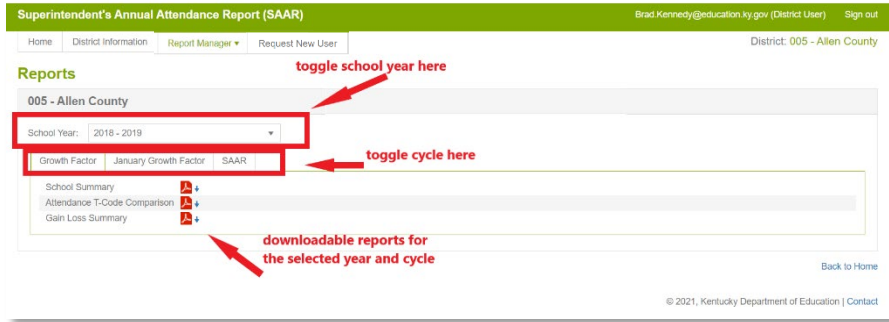 Superintendent's Annual Attendance Report (SAAR)
Brad.Kennedy@education.ky.gov (District User) Sign out
Home District Information Report Manager ▾ Request New User
District: 005 - Allen County
toggle school year here
Reports
005 - Allen County
School Year: 2018 - 2019
toggle cycle here
Growth Factor January Growth Factor SAAR
School Summary
Attendance T-Code Comparison
Gain Loss Summary
downloadable reports for
the selected year and cycle
Back to Home
© 2021, Kentucky Department of Education | Contact